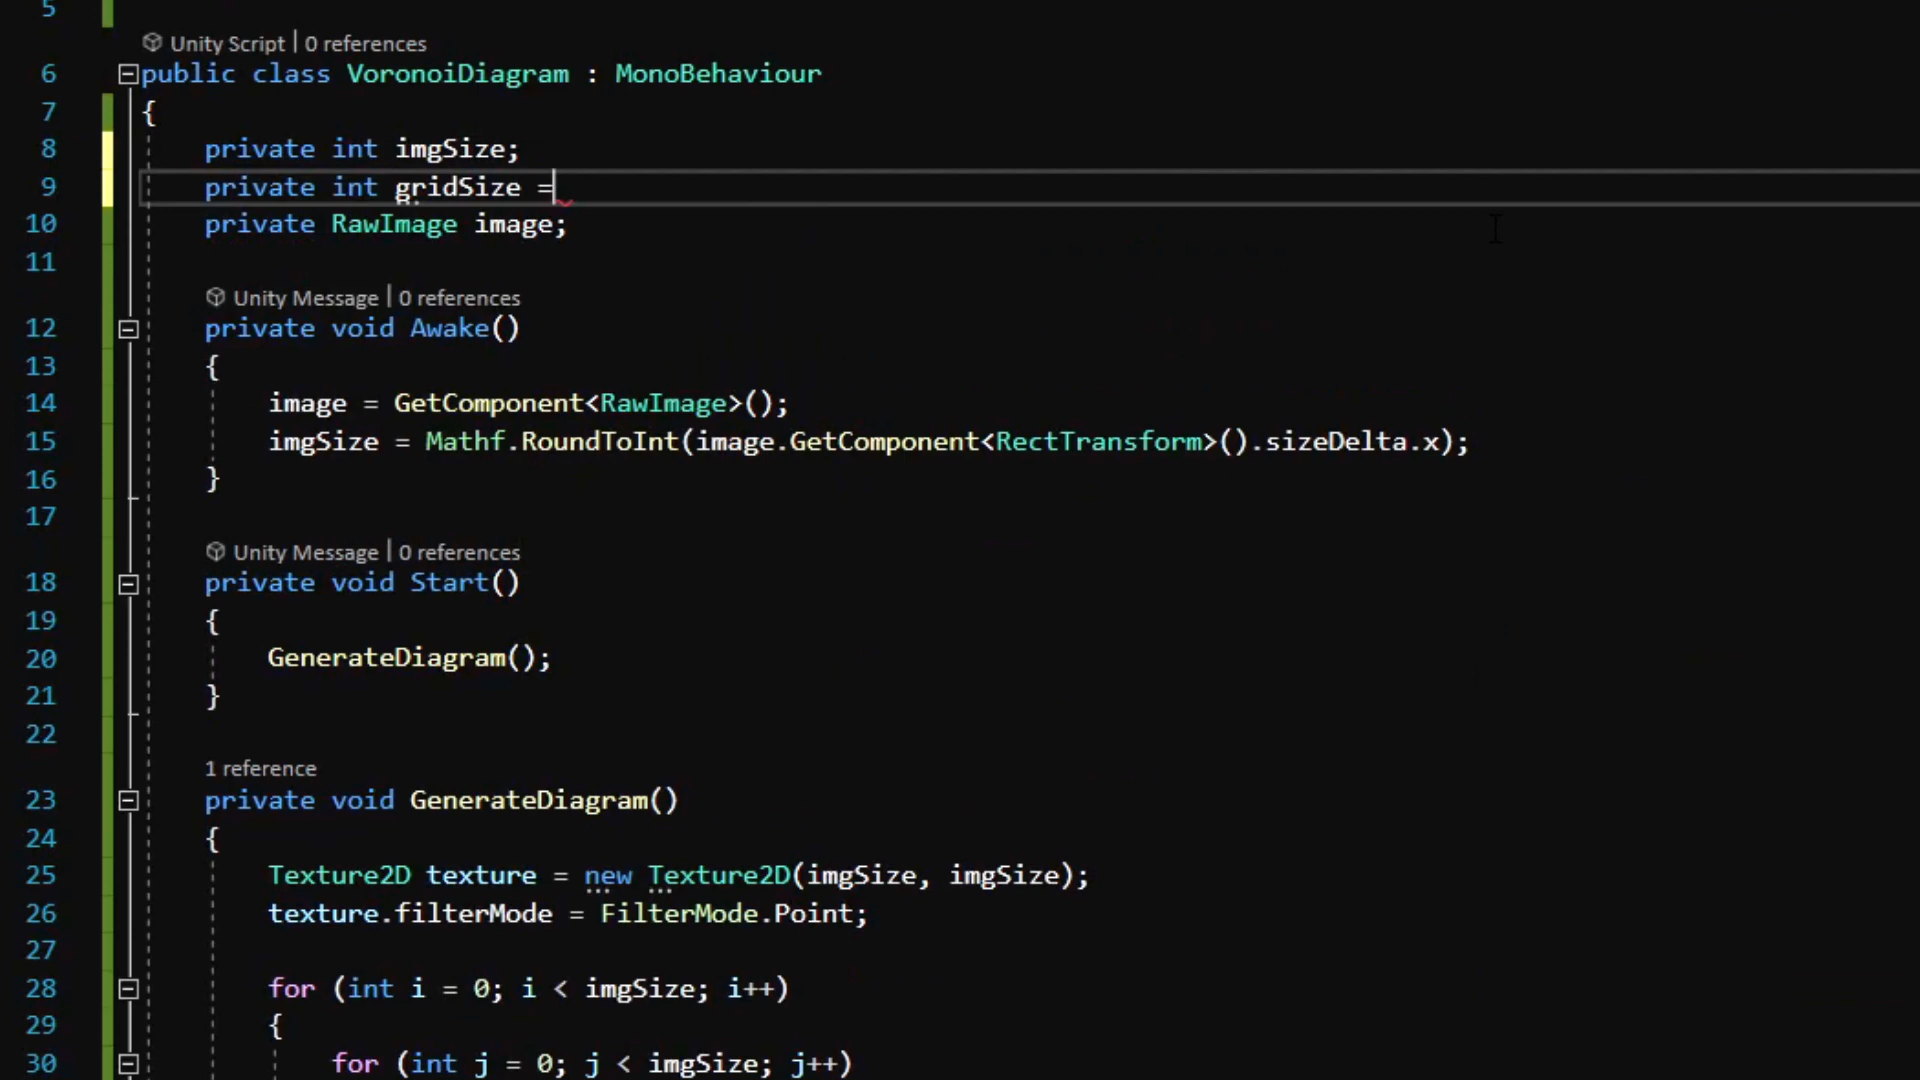 5
Unity Script | 0 references
6 public class VoronoiDiagram : MonoBehaviour
7 {
8 private int imgSize;
9 private int gridSize =
10 private RawImage image;
11
Unity Message | 0 references
12 private void Awake()
13 {
14 image = GetComponent<RawImage>();
15 imgSize = Mathf.RoundToInt(image.GetComponent<RectTransform>().sizeDelta.x);
16 }
17
Unity Message | 0 references
18 private void Start()
19 {
20 GenerateDiagram();
21 }
22
1 reference
23 private void GenerateDiagram()
24 {
25 Texture2D texture = new Texture2D(imgSize, imgSize);
26 texture.filterMode = FilterMode.Point;
27
28 for (int i = 0; i < imgSize; i++)
29 {
30 for (int j = 0; j < imgSize; j++)